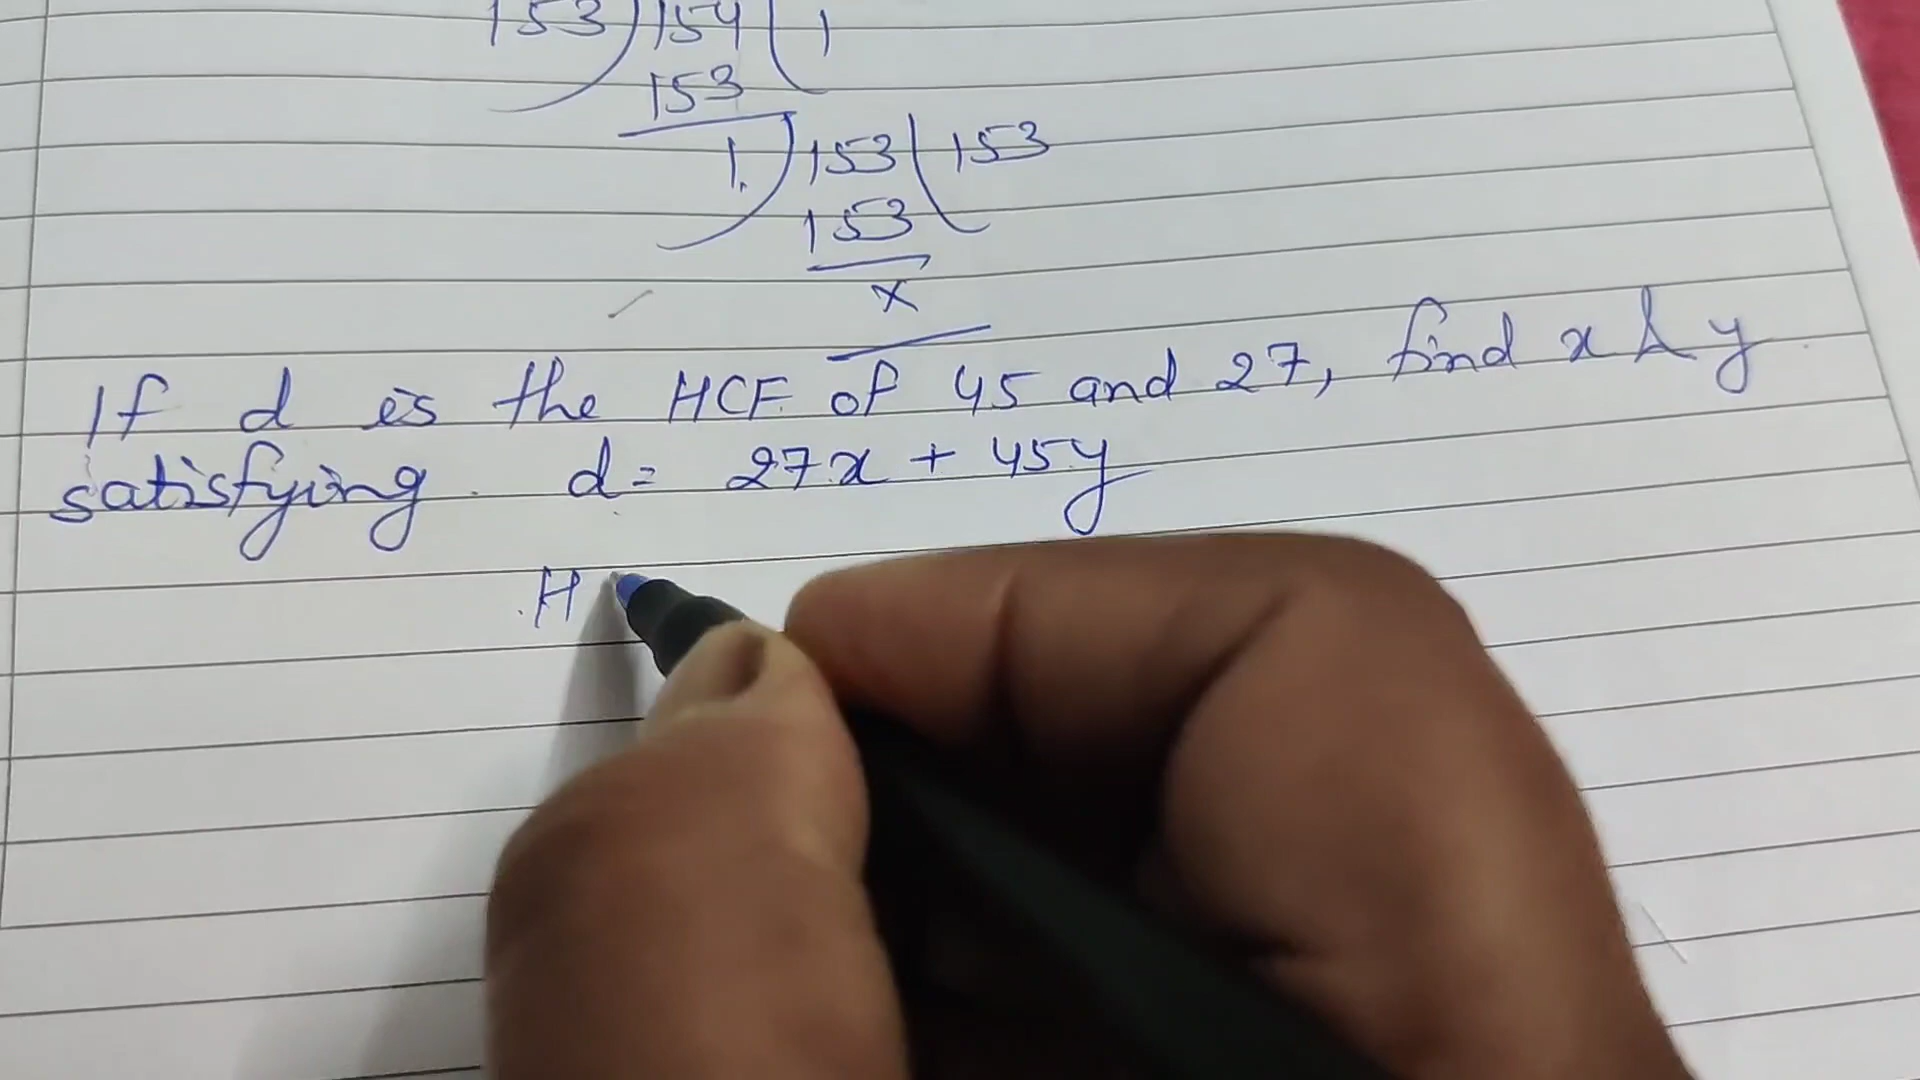 153)154(1
153
1.)153(153
153
x
If d is the HCF of 45 and 27, find x & y
satisfying. d= 27x + 45y
H